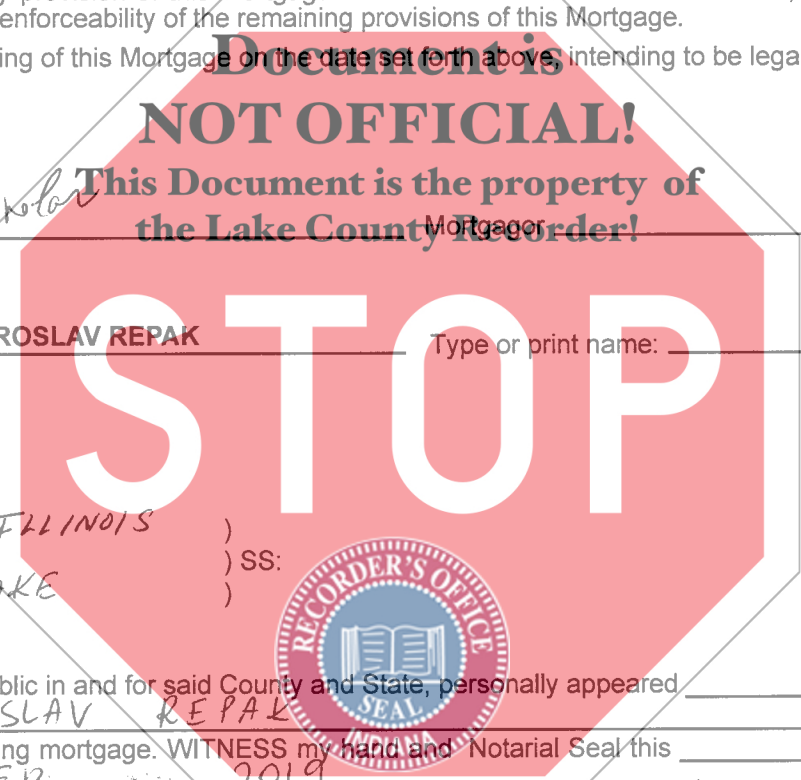 enforceability of the remaining provisions of this Mortgage.
ing of this Mortgage on the date set forth above, intending to be lega
Document is
NOT OFFICIAL!
This Document is the property of
the Lake County Recorder!
Mortgagor
ROSLAV REPAK
Type or print name:
STOP
ILLINOIS )
) SS:
AKE )
RECORDER'S OFFICE
SEAL
INDIANA
blic in and for said County and State, personally appeared
SLAV REPAK
ng mortgage. WITNESS my hand and Notarial Seal this
2019